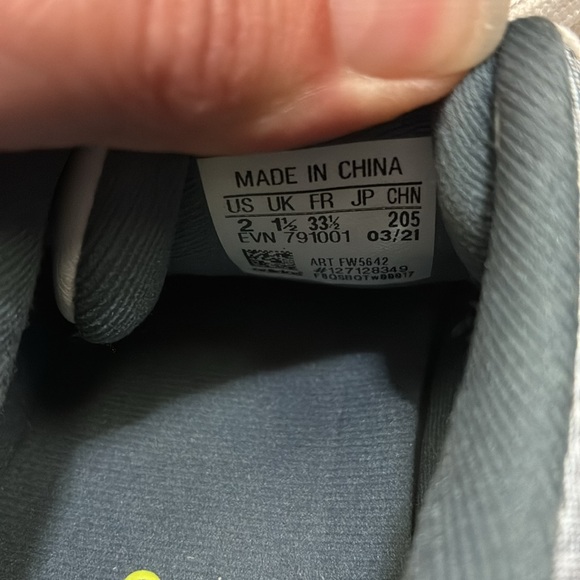 MADE IN CHINA
US UK FR JP CHN
2 1½ 33½ 205
EVN 791001 03/21
ART FW5642
#127128349